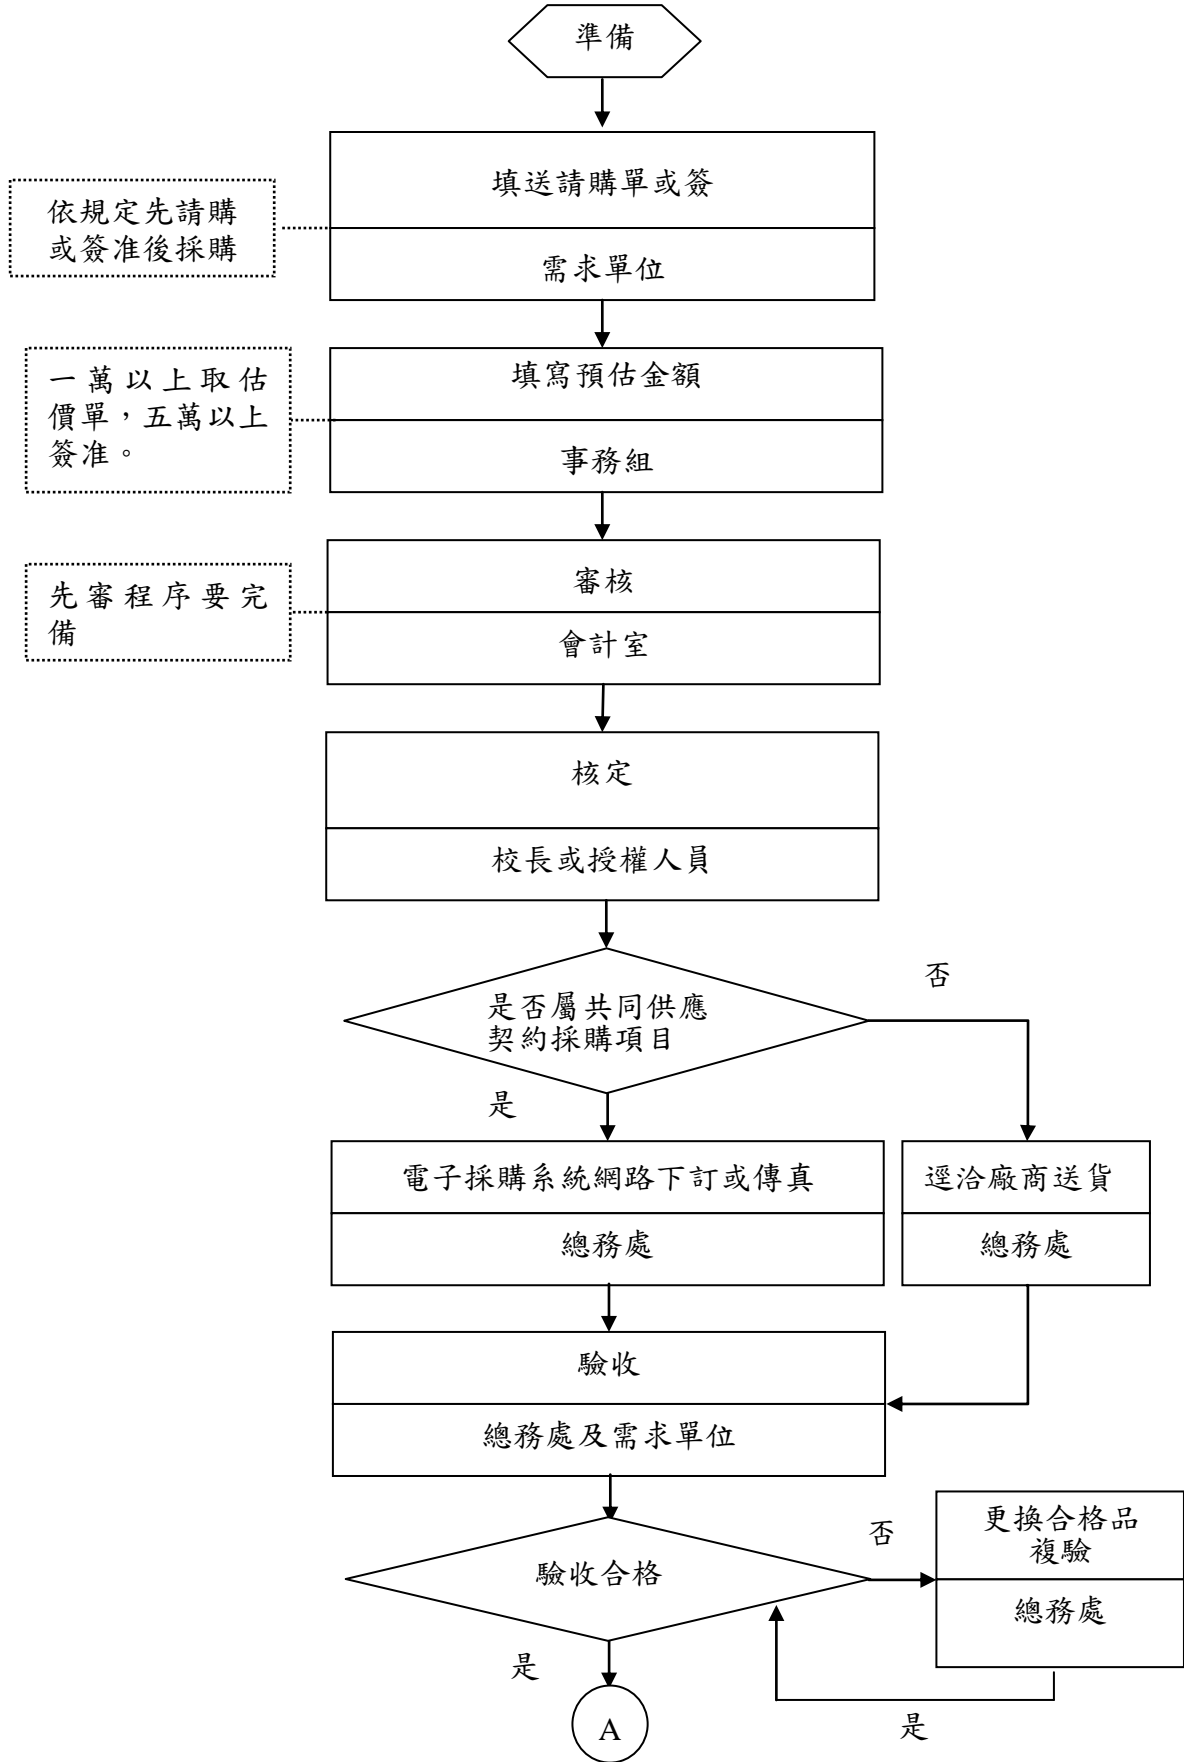 準備
填送請購單或簽
依規定先請購
或簽准後採購
需求單位
一萬以上取估
價單，五萬以上
簽准。
填寫預估金額
事務組
先審程序要完
備
審核
會計室
核定
校長或授權人員
是否屬共同供應
契約採購項目
否
是
電子採購系統網路下訂或傳真
總務處
逕洽廠商送貨
總務處
驗收
總務處及需求單位
驗收合格
否
更換合格品
複驗
總務處
是
是
A